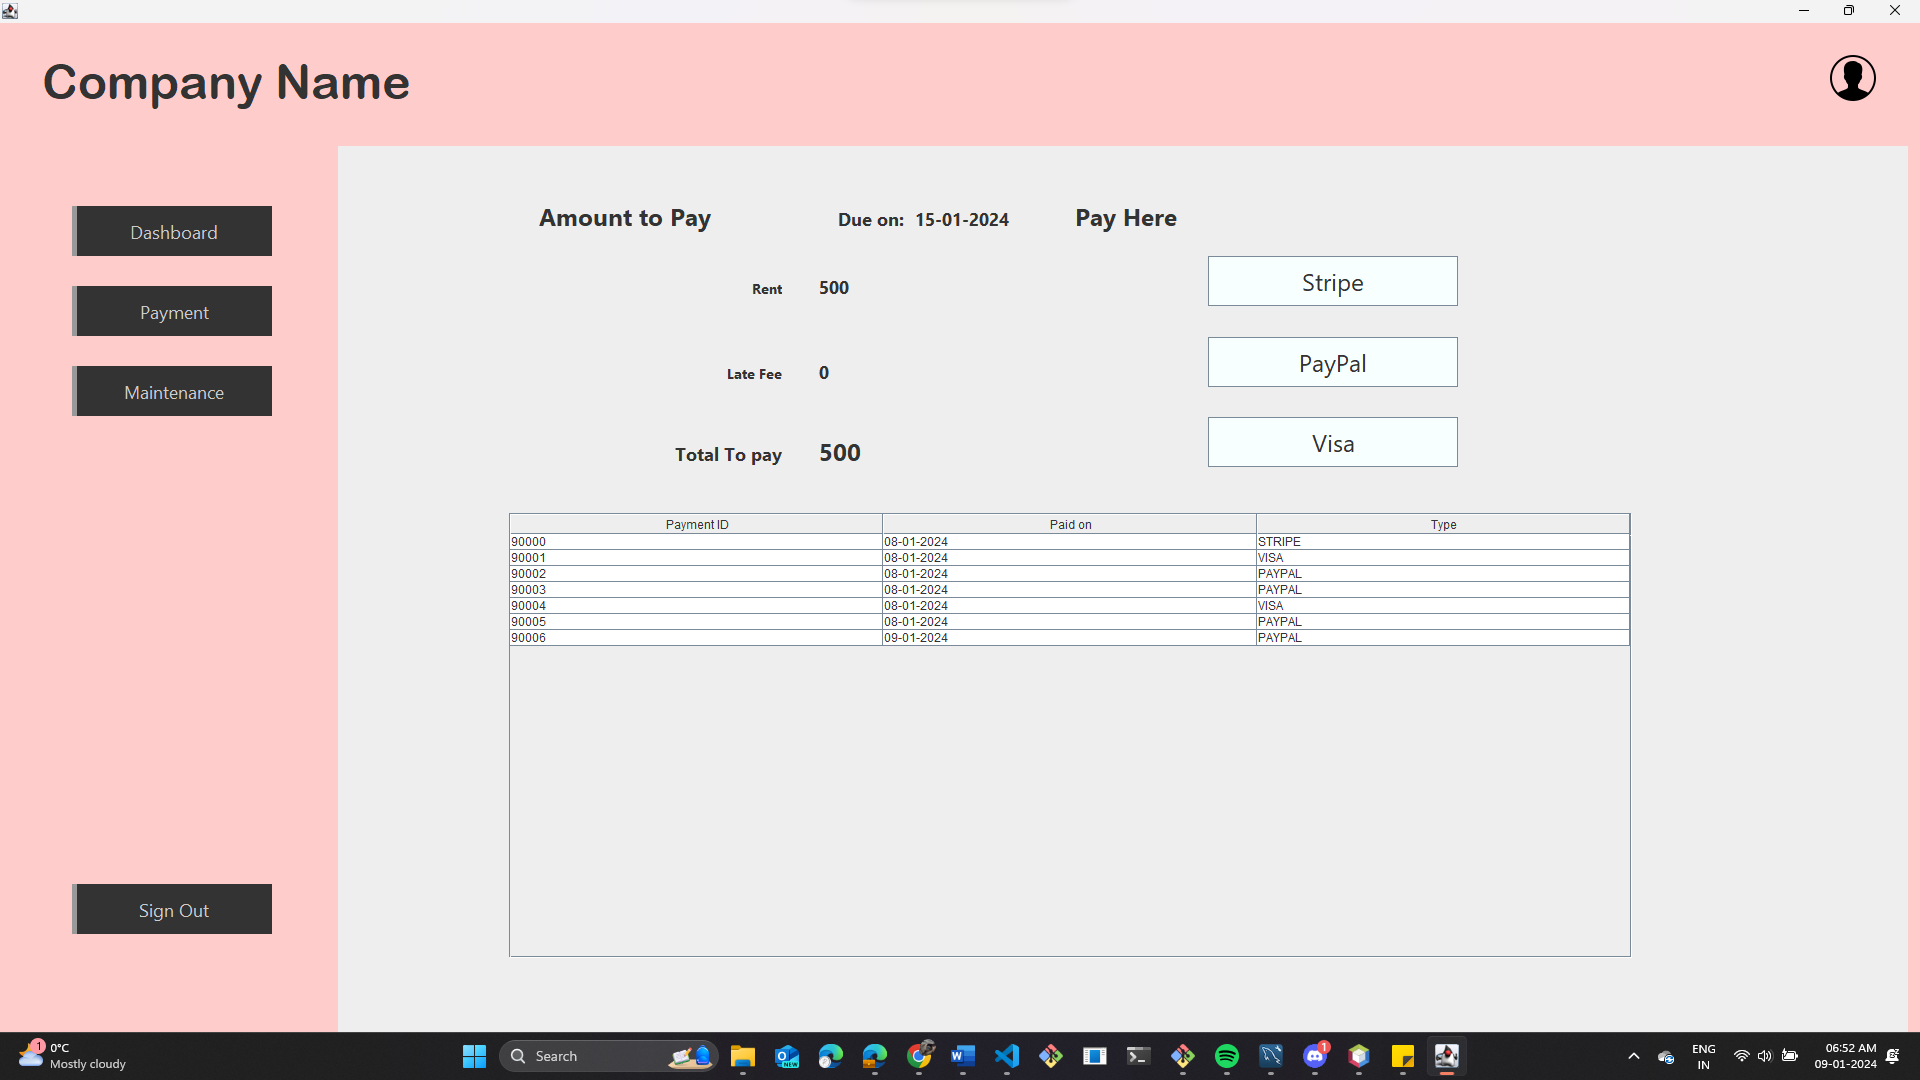 Company Name
Dashboard
Payment
Maintenance
Sign Out
Amount to Pay
Due on: 15-01-2024
Pay Here
Rent 500
Late Fee 0
Total To pay 500
Stripe
PayPal
Visa
Payment ID Paid on Type
90000 08-01-2024 STRIPE
90001 08-01-2024 VISA
90002 08-01-2024 PAYPAL
90003 08-01-2024 PAYPAL
90004 08-01-2024 VISA
90005 08-01-2024 PAYPAL
90006 09-01-2024 PAYPAL
1
0°C
Mostly cloudy
Search
NEW
W
1
ENG
IN
06:52 AM
09-01-2024